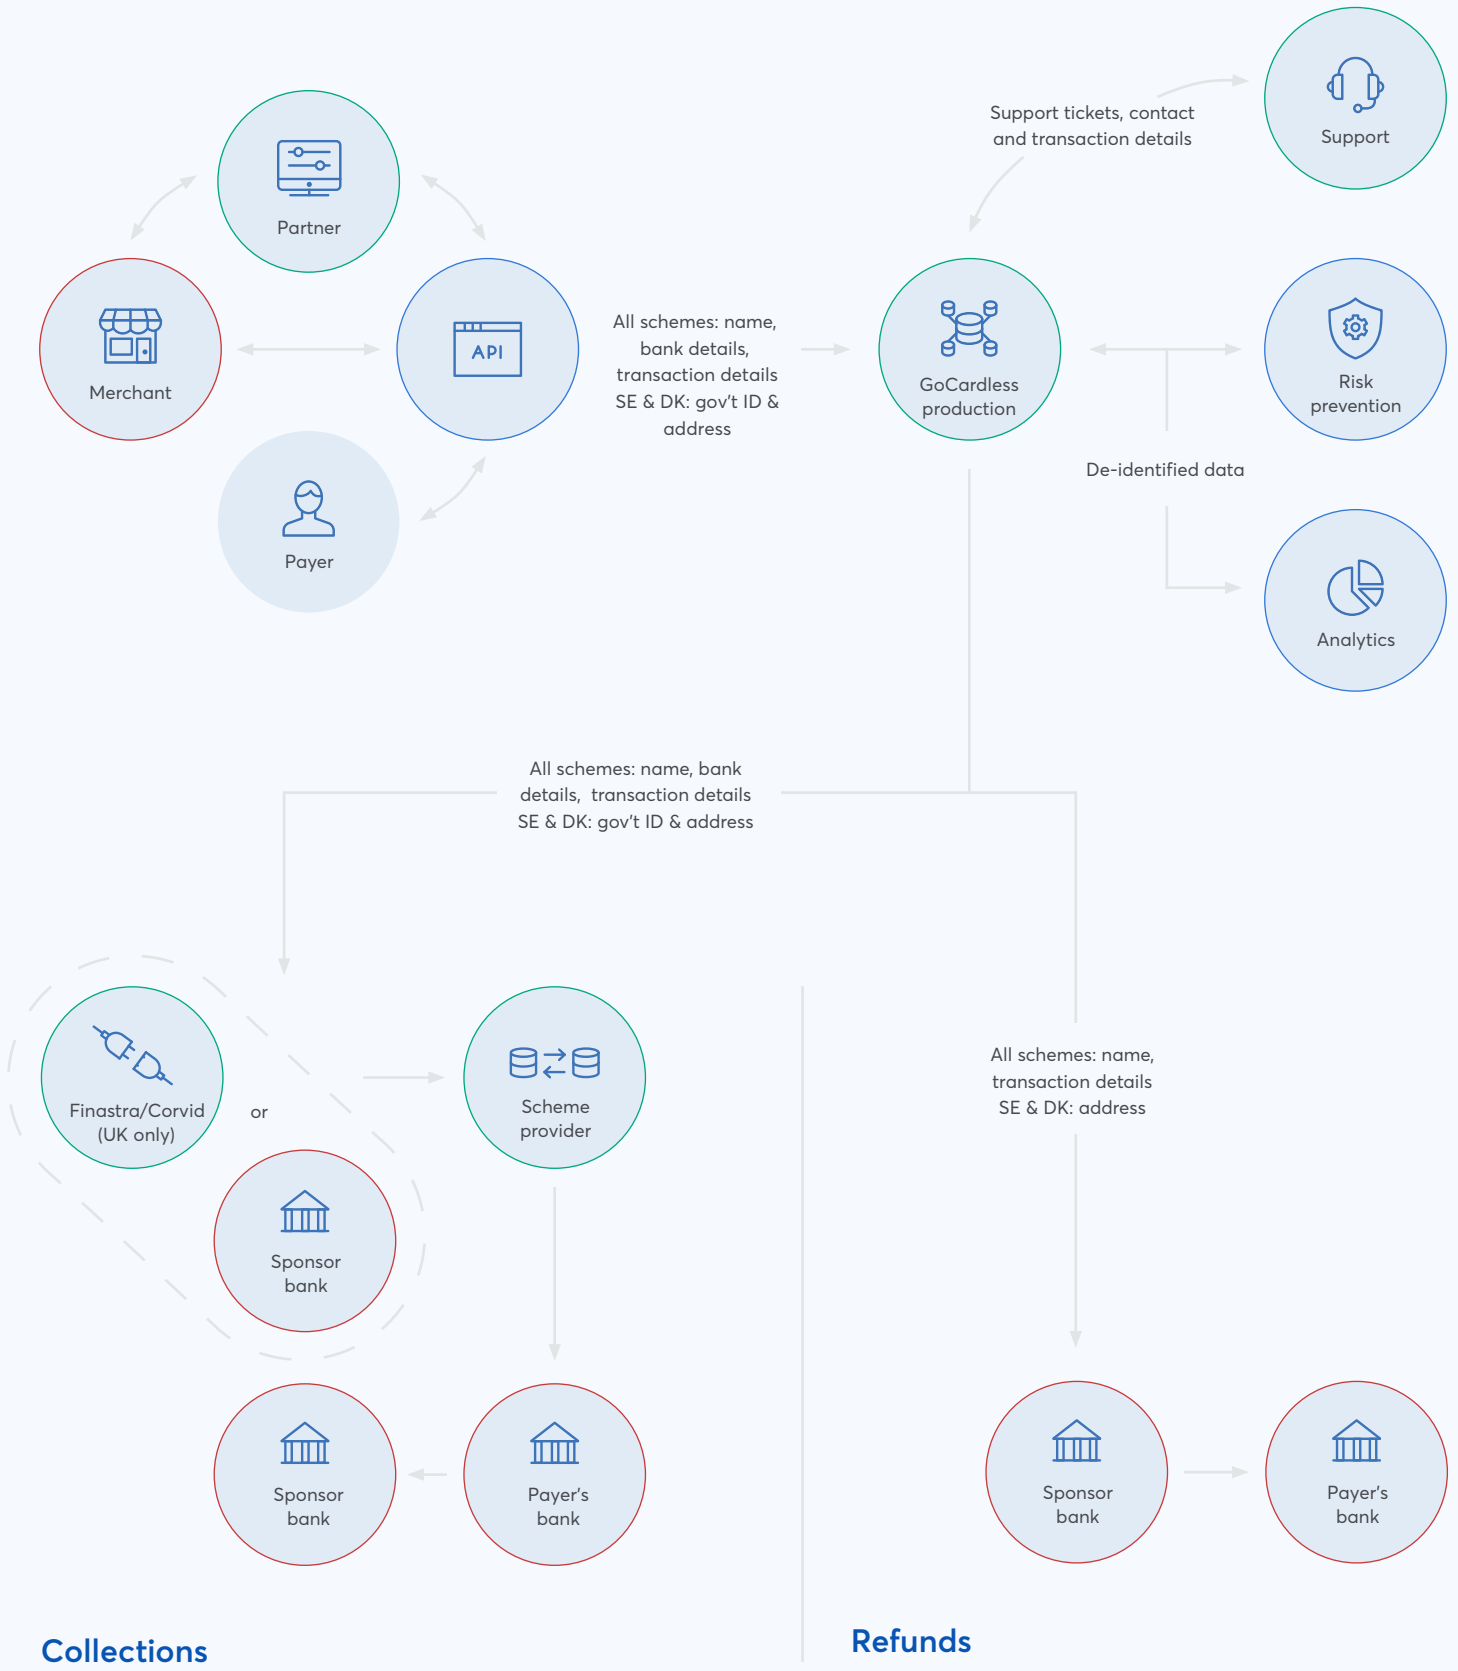 Support tickets, contact
and transaction details
Support
Partner
Merchant
API
All schemes: name,
bank details,
transaction details
SE & DK: gov't ID &
address
GoCardless
production
Risk
prevention
Payer
De-identified data
Analytics
All schemes: name, bank
details, transaction details
SE & DK: gov't ID & address
Finastra/Corvid
(UK only)
or
Sponsor
bank
Scheme
provider
Sponsor
bank
Payer's
bank
All schemes: name,
transaction details
SE & DK: address
Sponsor
bank
Payer's
bank
Collections
Refunds